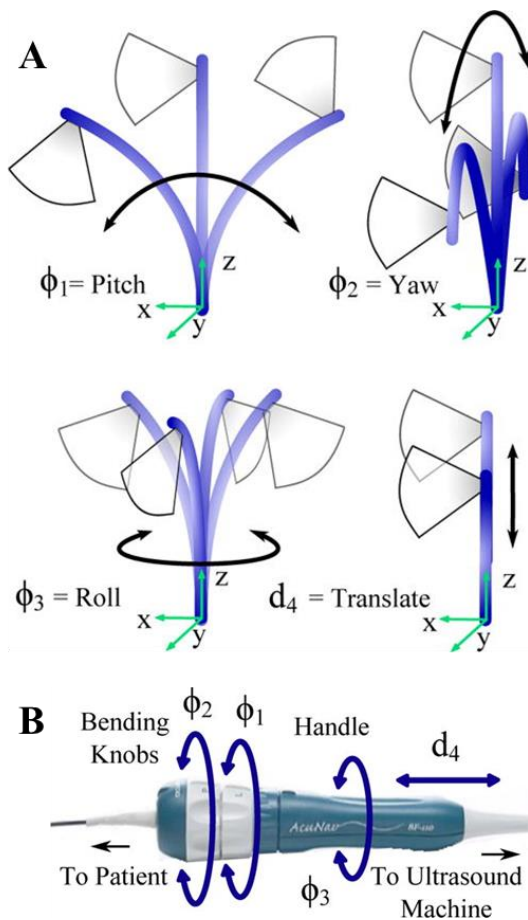 A
z
x
y
ϕ1= Pitch
z
x
y
ϕ2 = Yaw
z
x
y
ϕ3 = Roll
z
x
y
d4 = Translate
B
Bending
Knobs
ϕ2
ϕ1
Handle
d4
AcuNav
To Patient
ϕ3
To Ultrasound
Machine